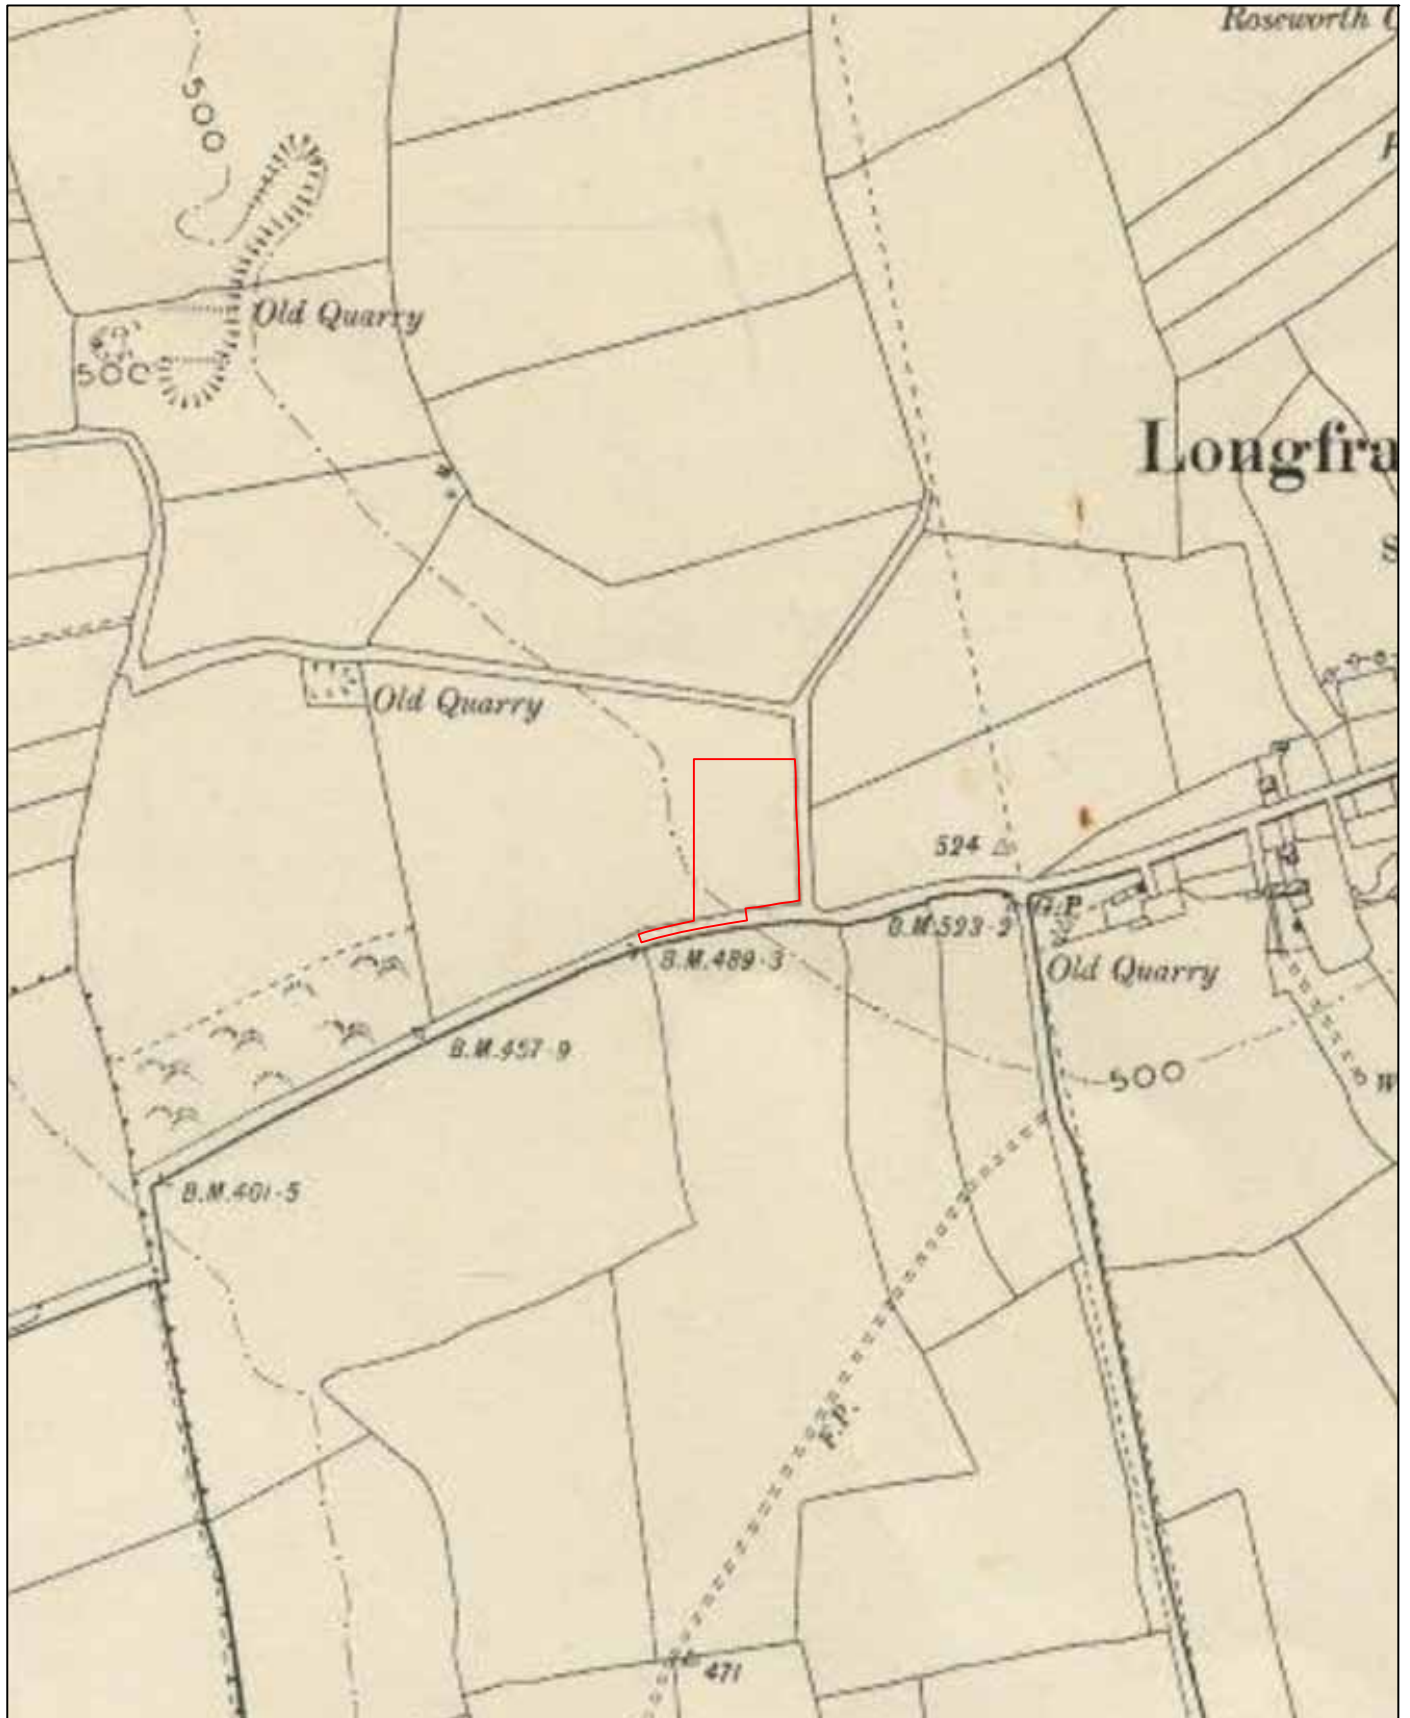 Roseworth
500
Old Quarry
500
Longfra
S
Old Quarry
524
G.P.
B.M.523·2
B.M.489·3
Old Quarry
B.M.457·9
500
W
B.M.401·5
F.P.
471